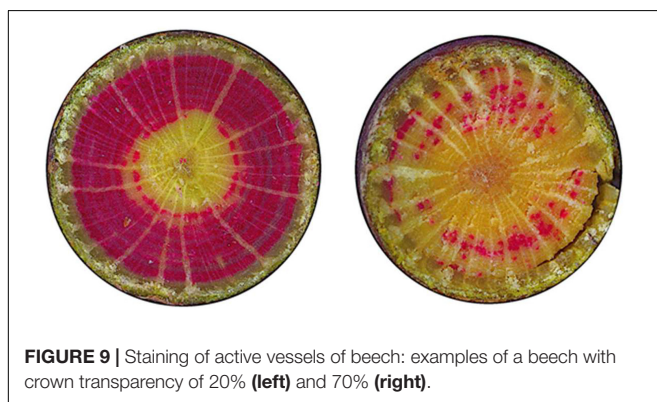 FIGURE 9 | Staining of active vessels of beech: examples of a beech with
crown transparency of 20% (left) and 70% (right).